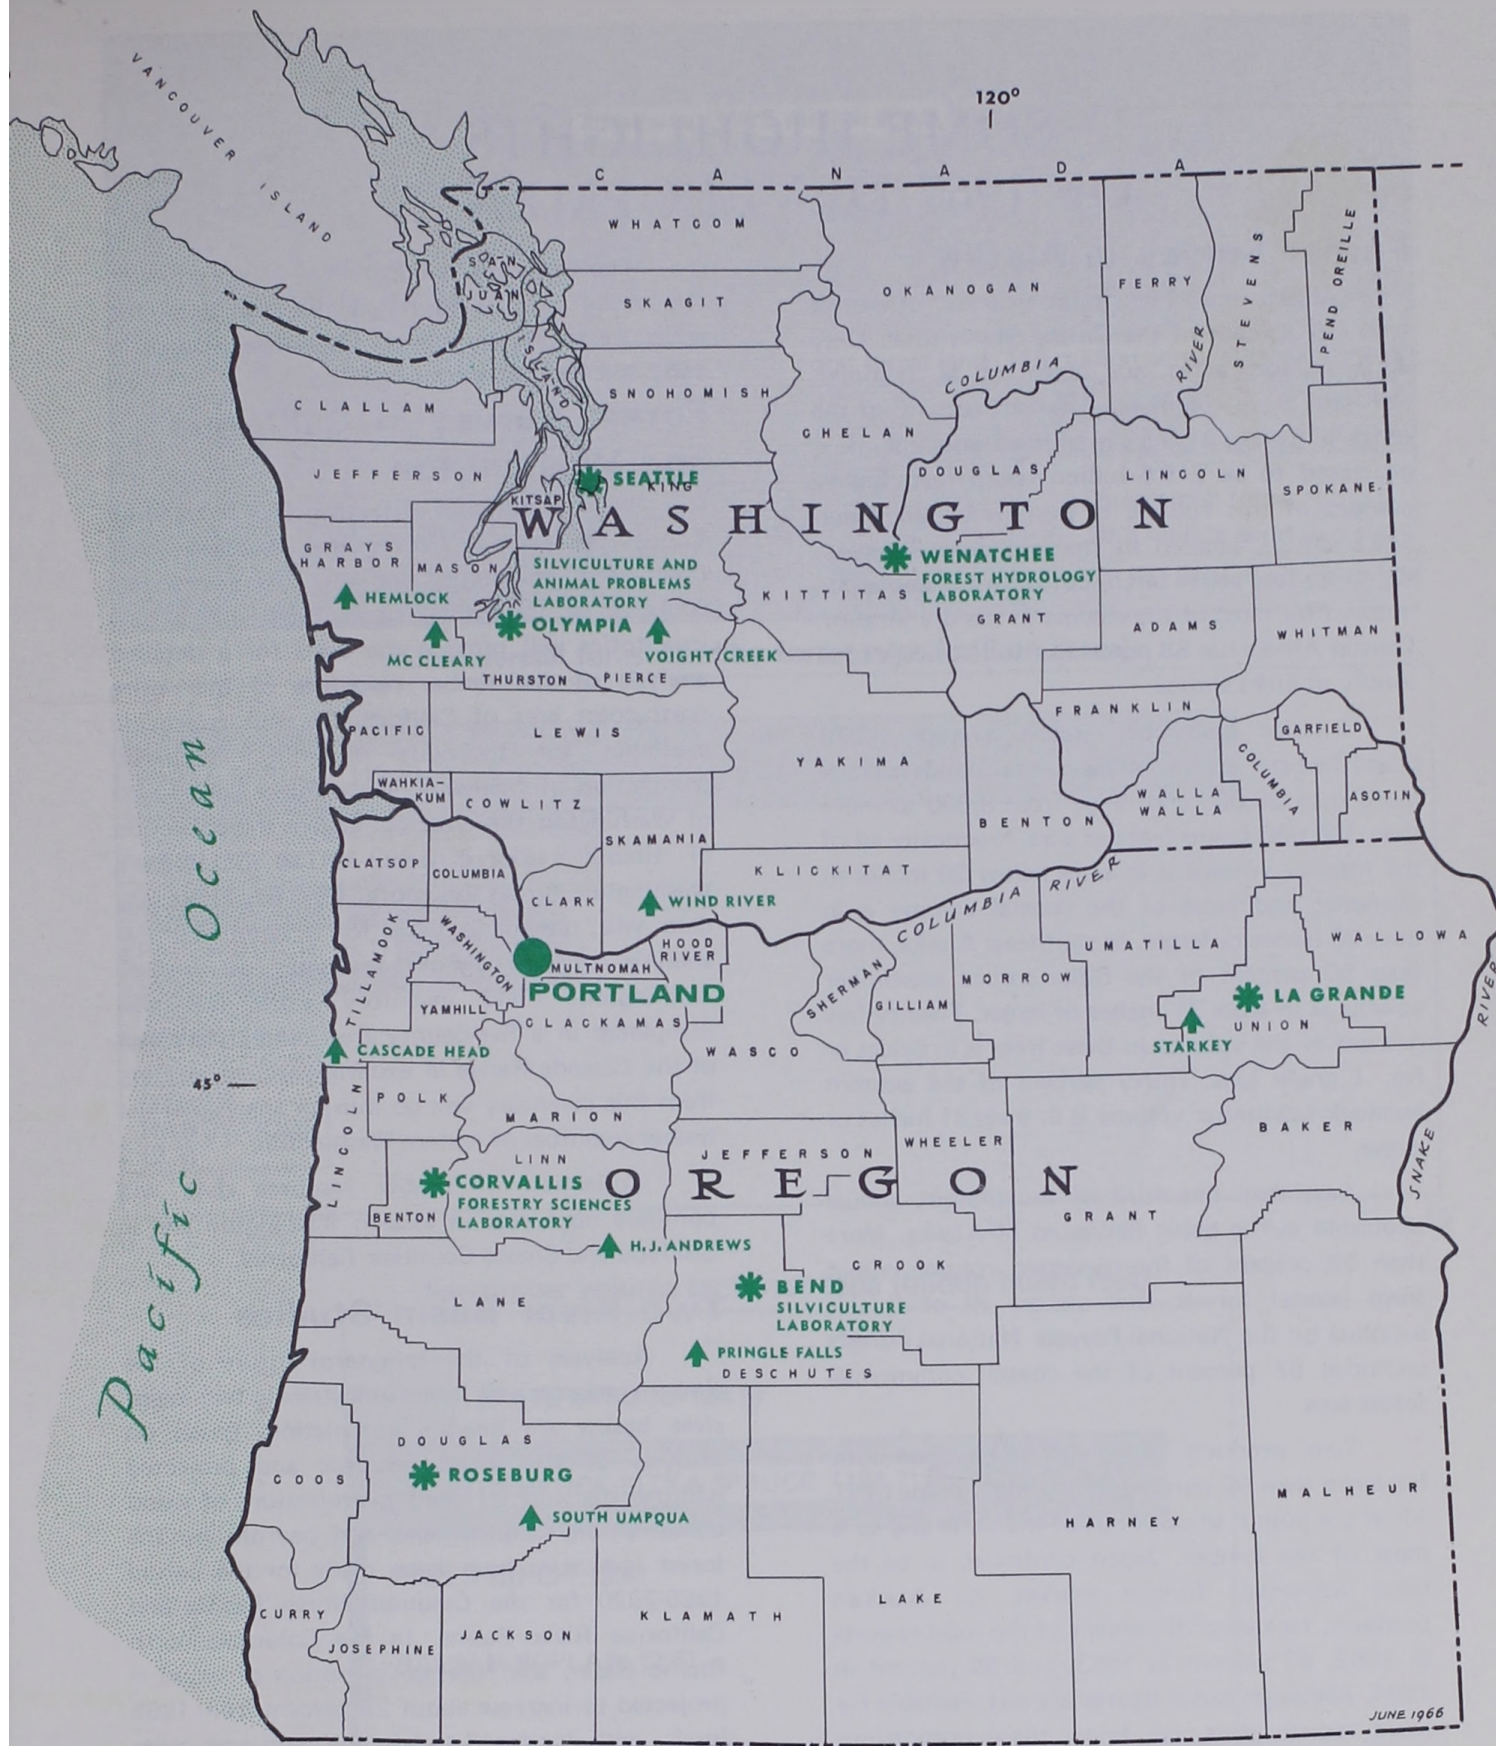 VANCOUVER ISLAND
120°
CANADA
WHATCOM
SAN
JUAN
SKAGIT
OKANOGAN
FERRY
STEVENS
PEND OREILLE
ISLAND
COLUMBIA
RIVER
CLALLAM
SNOHOMISH
CHELAN
JEFFERSON
SEATTLE
KING
DOUGLAS
LINCOLN
SPOKANE
KITSAP
WASHINGTON
GRAYS
HARBOR
MASON
SILVICULTURE AND
ANIMAL PROBLEMS
LABORATORY
WENATCHEE
FOREST HYDROLOGY
LABORATORY
KITTITAS
GRANT
HEMLOCK
OLYMPIA
ADAMS
WHITMAN
MC CLEARY
VOIGHT CREEK
THURSTON
PIERCE
PACIFIC
LEWIS
YAKIMA
FRANKLIN
GARFIELD
COLUMBIA
ASOTIN
WAHKIA-
KUM
COWLITZ
WALLA
WALLA
BENTON
SKAMANIA
CLATSOP
COLUMBIA
KLICKITAT
CLARK
WIND RIVER
COLUMBIA RIVER
Pacific Ocean
TILLAMOOK
WASHINGTON
MULTNOMAH
HOOD
RIVER
PORTLAND
SHERMAN
GILLIAM
MORROW
UMATILLA
WALLOWA
LA GRANDE
UNION
STARKEY
YAMHILL
CLACKAMAS
WASCO
CASCADE HEAD
45°
POLK
MARION
LINCOLN
LINN
JEFFERSON
WHEELER
BAKER
SNAKE
RIVER
OREGON
CORVALLIS
FORESTRY SCIENCES
LABORATORY
BENTON
GRANT
H.J. ANDREWS
CROOK
BEND
SILVICULTURE
LABORATORY
LANE
PRINGLE FALLS
DESCHUTES
DOUGLAS
COOS
ROSEBURG
SOUTH UMPQUA
MALHEUR
HARNEY
CURRY
JOSEPHINE
JACKSON
KLAMATH
LAKE
JUNE 1966